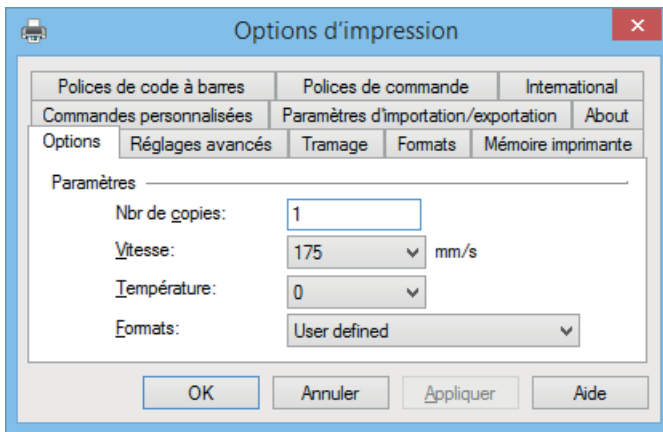 Options d'impression
Polices de code à barres Polices de commande International
Commandes personnalisées Paramètres d'importation/exportation About
Options Réglages avancés Tramage Formats Mémoire imprimante
Paramètres
Nbr de copies: 1
Vitesse: 175 mm/s
Température: 0
Formats: User defined
OK Annuler Appliquer Aide